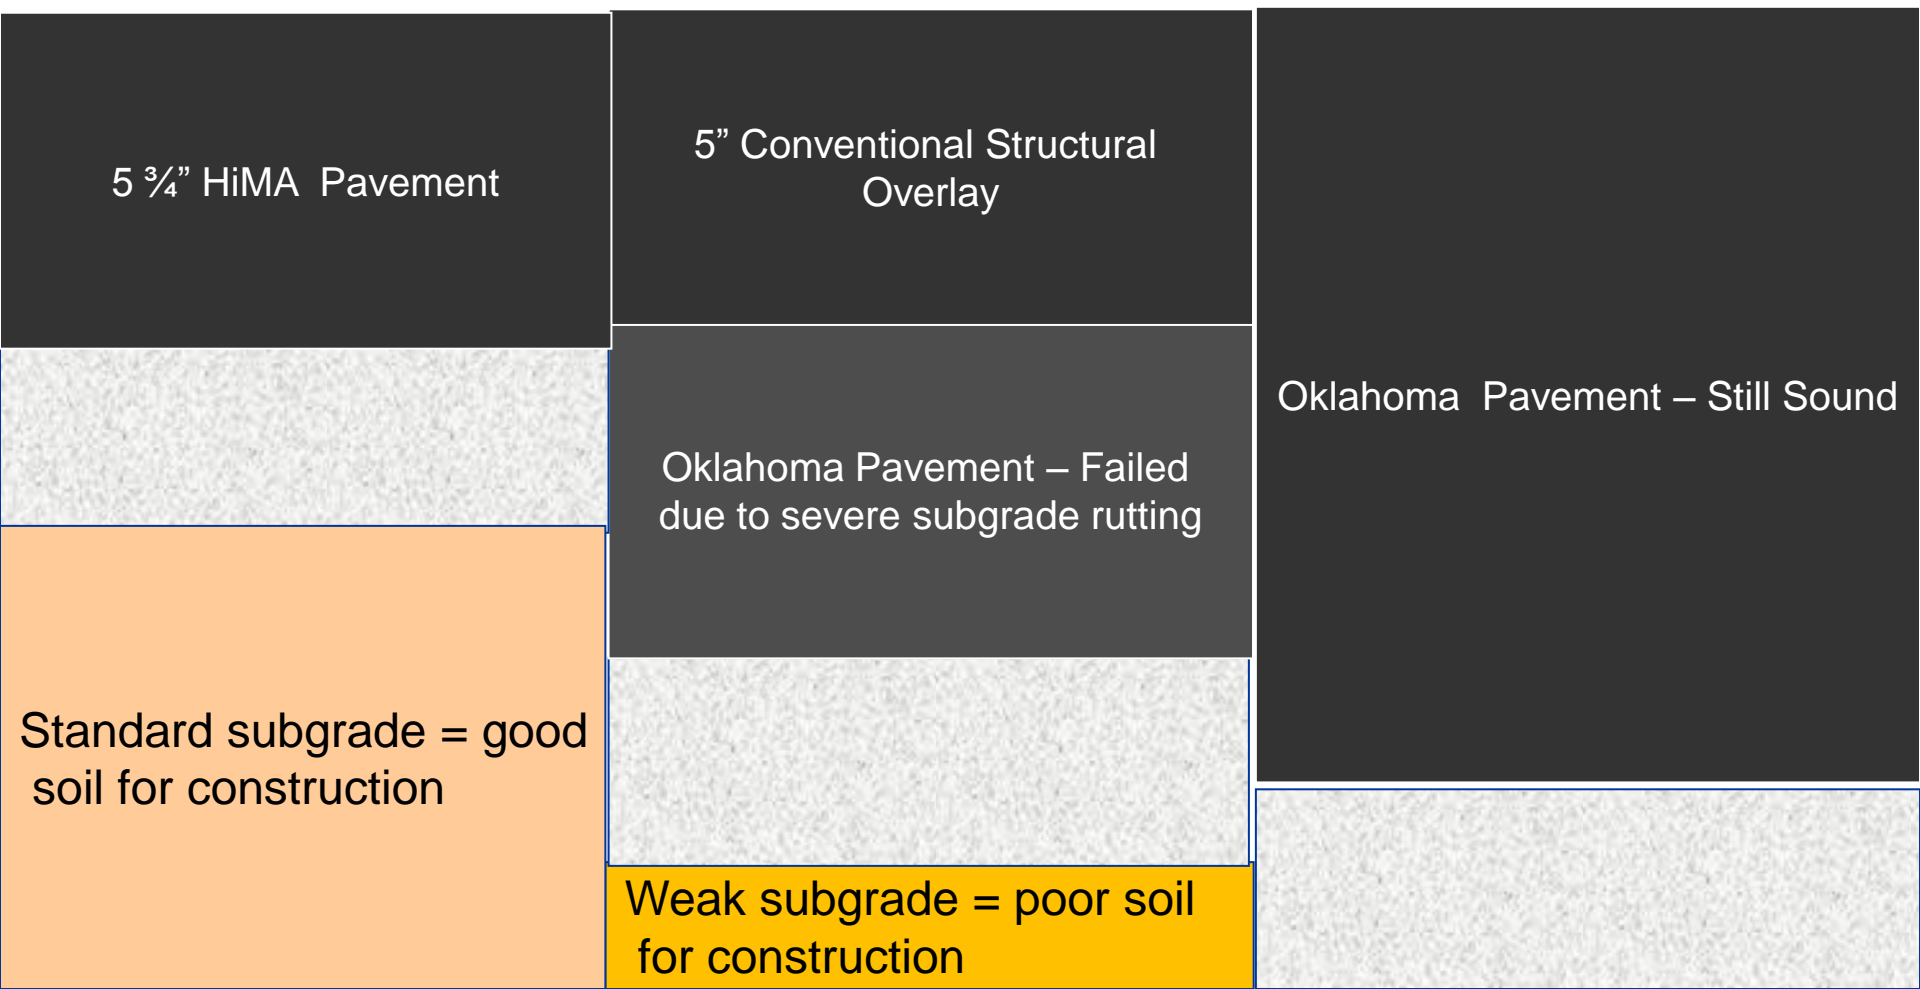 5 ¾” HiMA  Pavement
5” Conventional Structural
Overlay
Oklahoma  Pavement – Still Sound
Oklahoma Pavement – Failed
due to severe subgrade rutting
Standard subgrade = good
soil for construction
Weak subgrade = poor soil
for construction